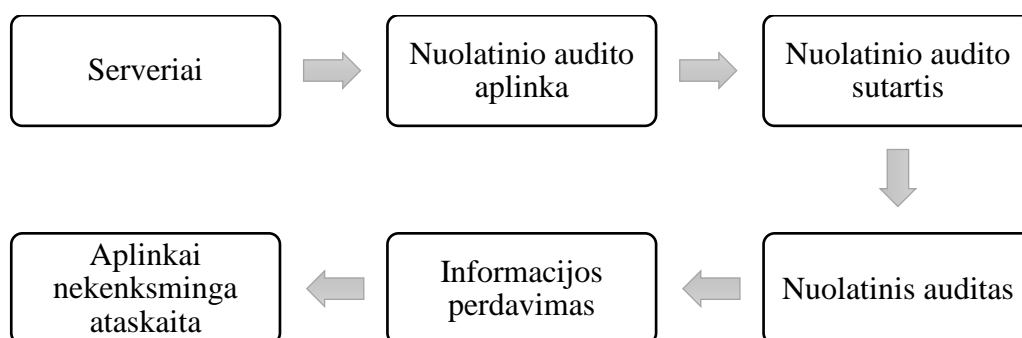 Serveriai
Nuolatinio audito
aplinka
Nuolatinio audito
sutartis
Nuolatinis auditas
Informacijos
perdavimas
Aplinkai
nekenksminga
ataskaita